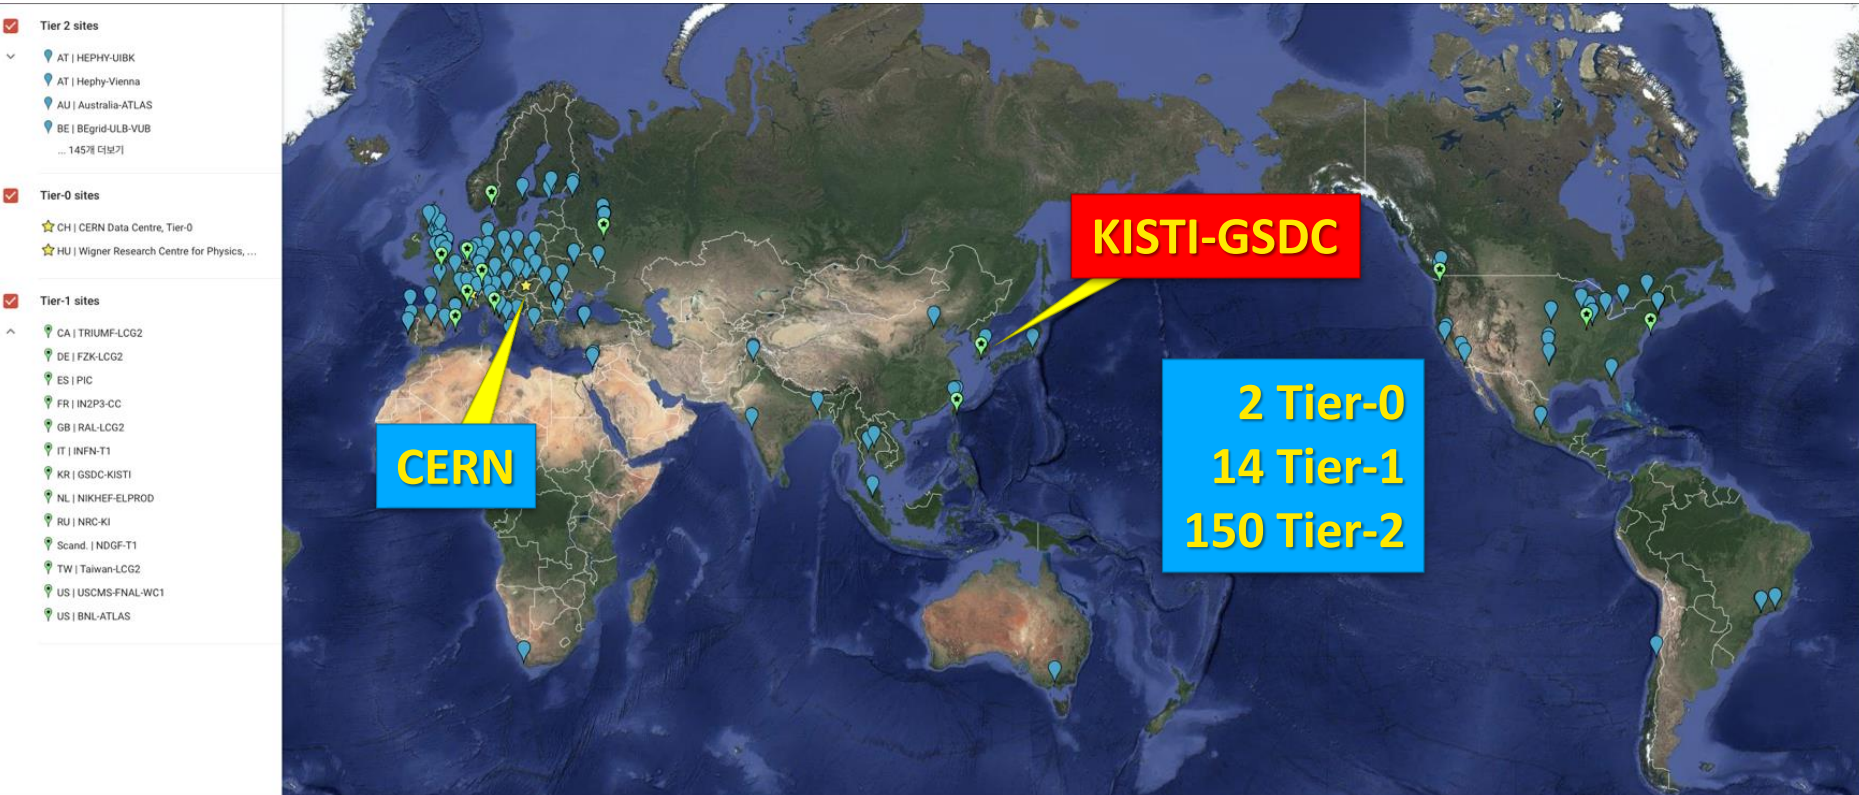 Tier 2 sites
AT | HEPHY-UIBK
AT | Hephy-Vienna
AU | Australia-ATLAS
BE | BEgrid-ULB-VUB
... 145개 더보기
Tier-0 sites
CH | CERN Data Centre, Tier-0
HU | Wigner Research Centre for Physics, ...
Tier-1 sites
CA | TRIUMF-LCG2
DE | FZK-LCG2
ES | PIC
FR | IN2P3-CC
GB | RAL-LCG2
IT | INFN-T1
KR | GSDC-KISTI
NL | NIKHEF-ELPROD
RU | NRC-KI
Scand. | NDGF-T1
TW | Taiwan-LCG2
US | USCMS-FNAL-WC1
US | BNL-ATLAS
KISTI-GSDC
CERN
2 Tier-0
14 Tier-1
150 Tier-2